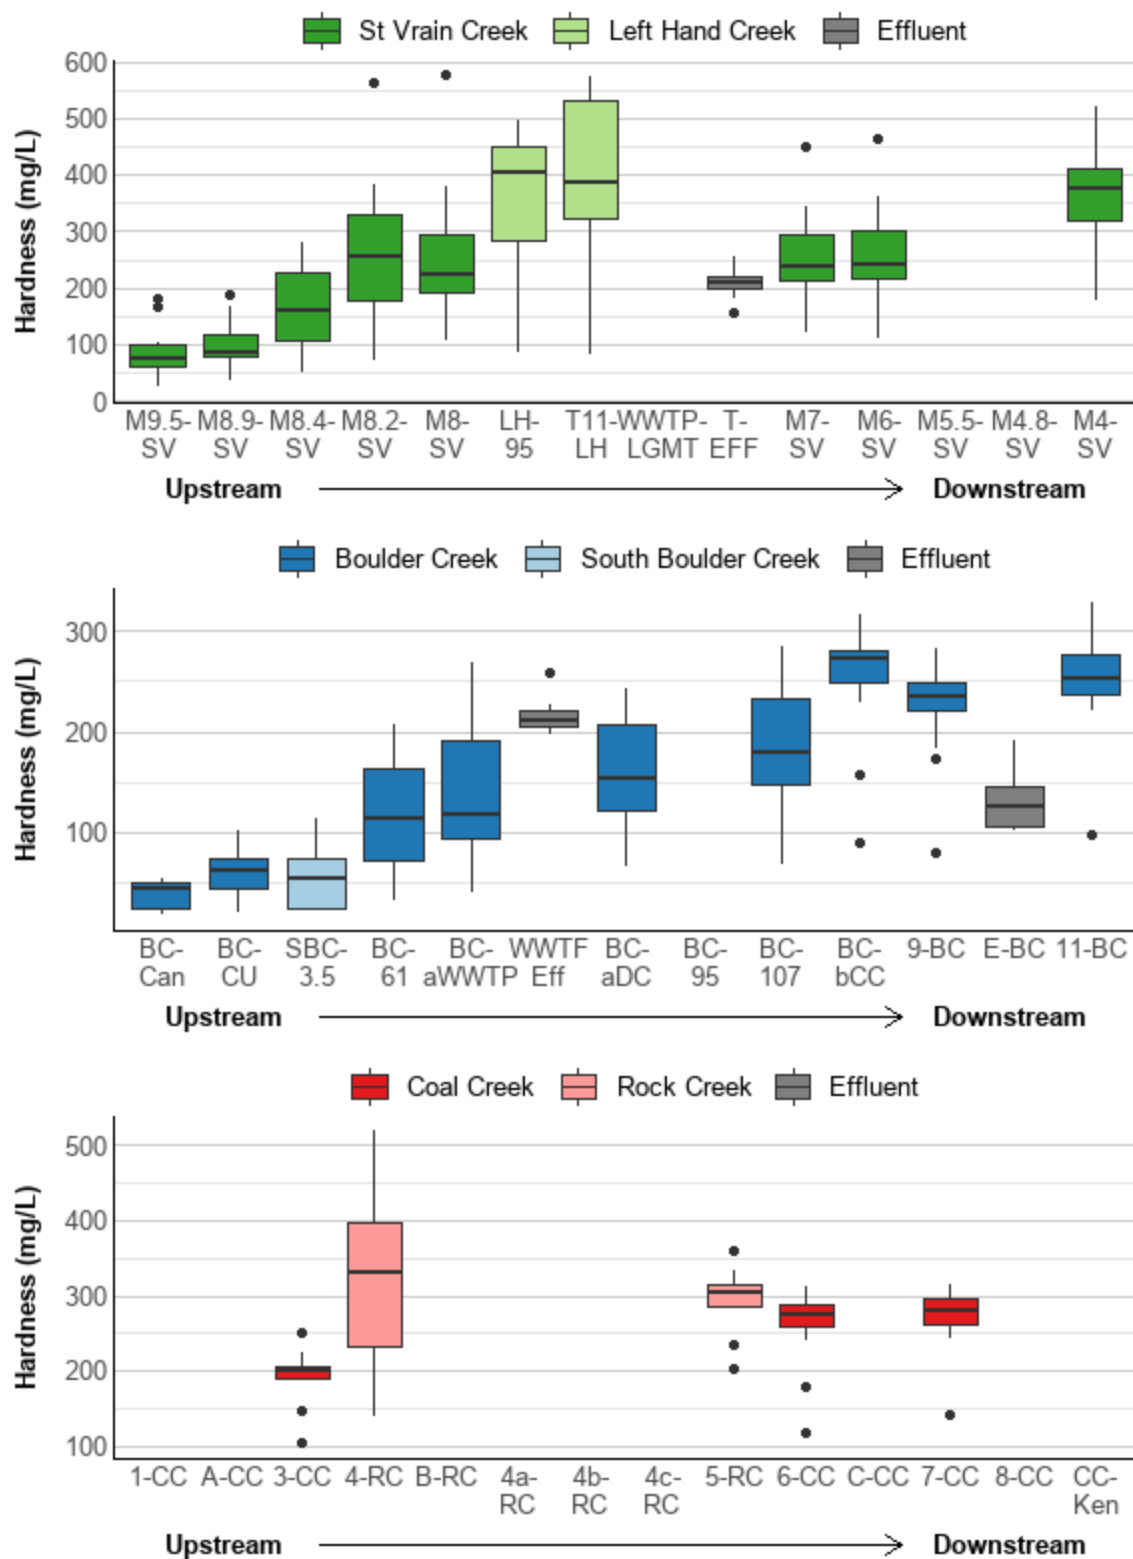 St Vrain Creek Left Hand Creek Effluent
Hardness (mg/L)
600
500
400
300
200
100
0
M9.5- M8.9- M8.4- M8.2- M8- LH- T11- WWTP- T- M7- M6- M5.5- M4.8- M4-
SV SV SV SV SV 95 LH LGMT EFF SV SV SV SV SV
Upstream Downstream
Boulder Creek South Boulder Creek Effluent
Hardness (mg/L)
300
200
100
BC- BC- SBC- BC- BC- WWTF BC- BC- BC- BC- 9-BC E-BC 11-BC
Can CU 3.5 61 aWWTP Eff aDC 95 107 bCC
Upstream Downstream
Coal Creek Rock Creek Effluent
Hardness (mg/L)
500
400
300
200
100
1-CC A-CC 3-CC 4-RC B-RC 4a- 4b- 4c- 5-RC 6-CC C-CC 7-CC 8-CC CC-
RC RC RC Ken
Upstream Downstream